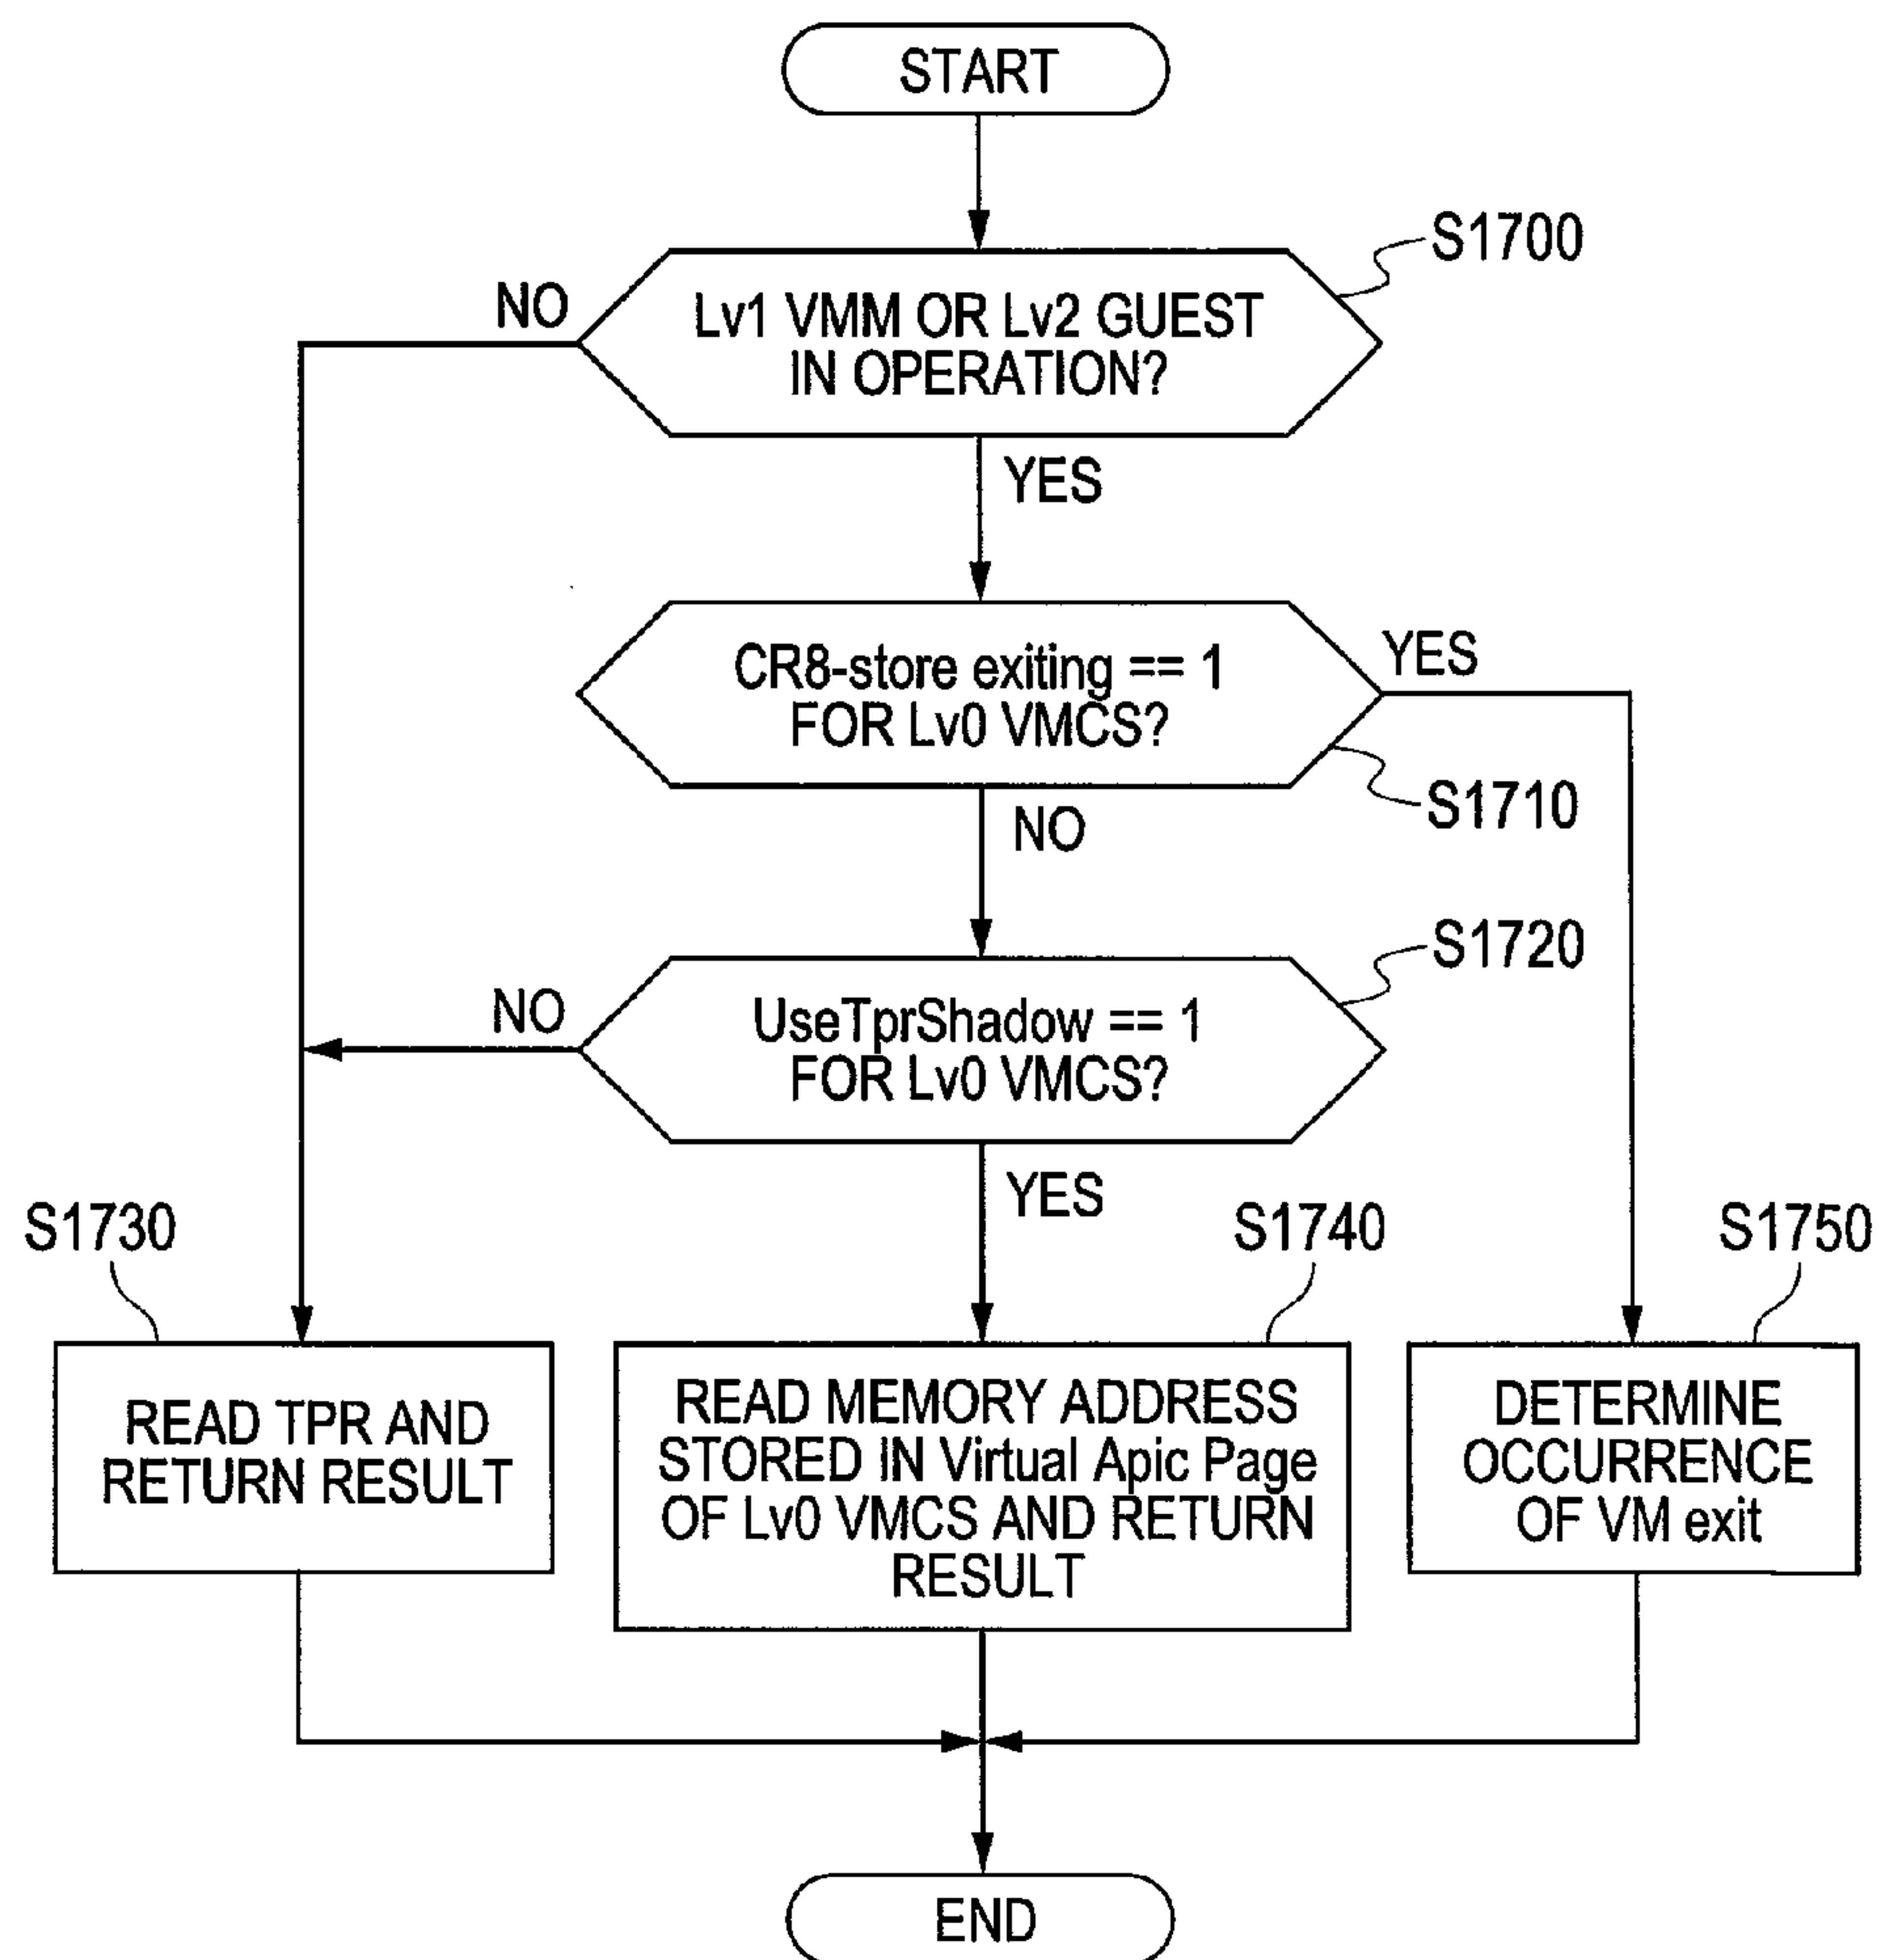 START
S1700
NO
Lv1 VMM OR Lv2 GUEST
IN OPERATION?
YES
CR8-store exiting == 1
FOR Lv0 VMCS?
YES
S1710
NO
S1720
NO
UseTprShadow == 1
FOR Lv0 VMCS?
YES
S1730
S1740
S1750
READ TPR AND
RETURN RESULT
READ MEMORY ADDRESS
STORED IN Virtual Apic Page
OF Lv0 VMCS AND RETURN
RESULT
DETERMINE
OCCURRENCE
OF VM exit
END